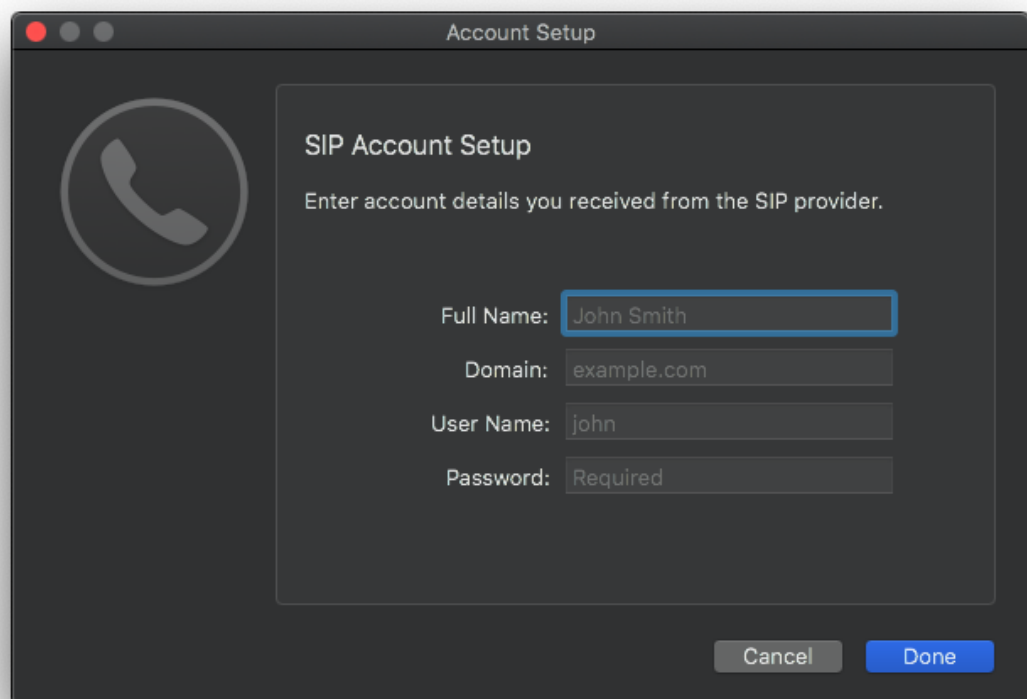 Account Setup
SIP Account Setup
Enter account details you received from the SIP provider.
Full Name: John Smith
Domain: example.com
User Name: john
Password: Required
Cancel Done